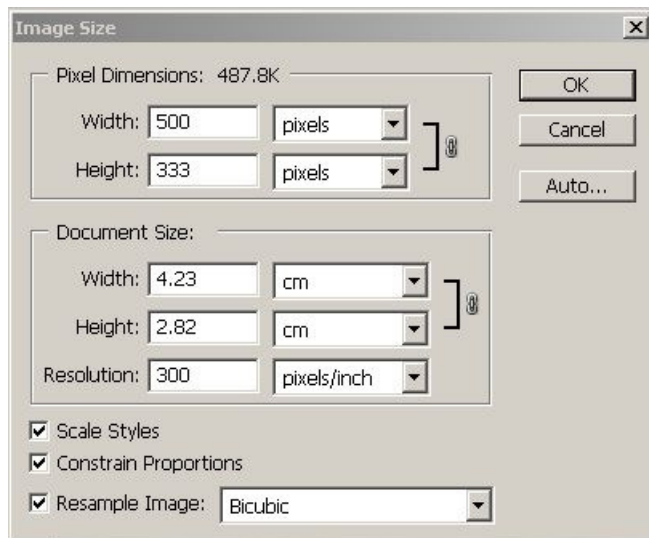 Image Size
Pixel Dimensions: 487.8K
OK
Width: 500 pixels
Cancel
Height: 333 pixels
Auto...
Document Size:
Width: 4.23 cm
Height: 2.82 cm
Resolution: 300 pixels/inch
Scale Styles
Constrain Proportions
Resample Image: Bicubic